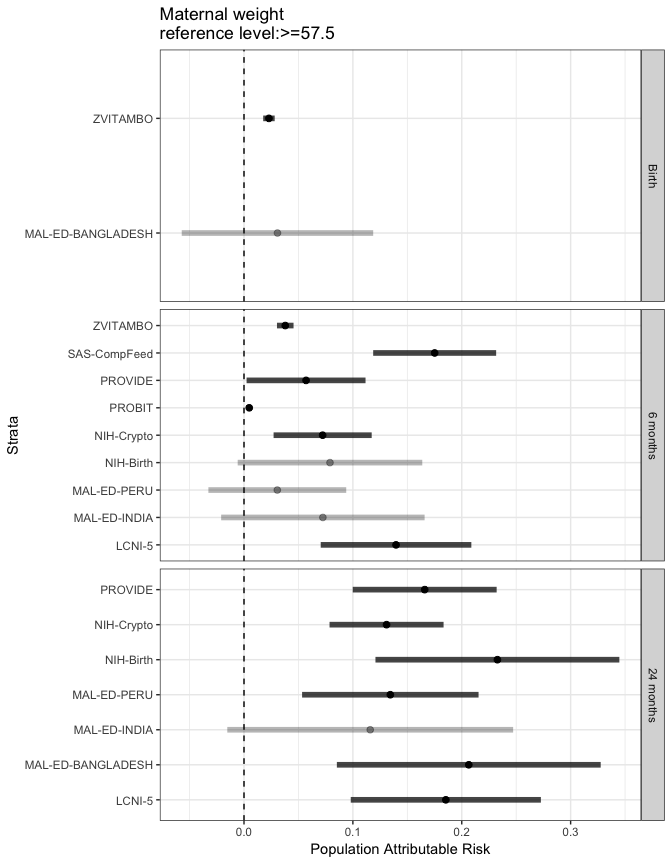 Maternal weight
reference level:>=57.5
Strata
ZVITAMBO
MAL-ED-BANGLADESH
Birth
ZVITAMBO
SAS-CompFeed
PROVIDE
PROBIT
NIH-Crypto
NIH-Birth
MAL-ED-PERU
MAL-ED-INDIA
LCNI-5
6 months
PROVIDE
NIH-Crypto
NIH-Birth
MAL-ED-PERU
MAL-ED-INDIA
MAL-ED-BANGLADESH
LCNI-5
24 months
0.0 0.1 0.2 0.3
Population Attributable Risk